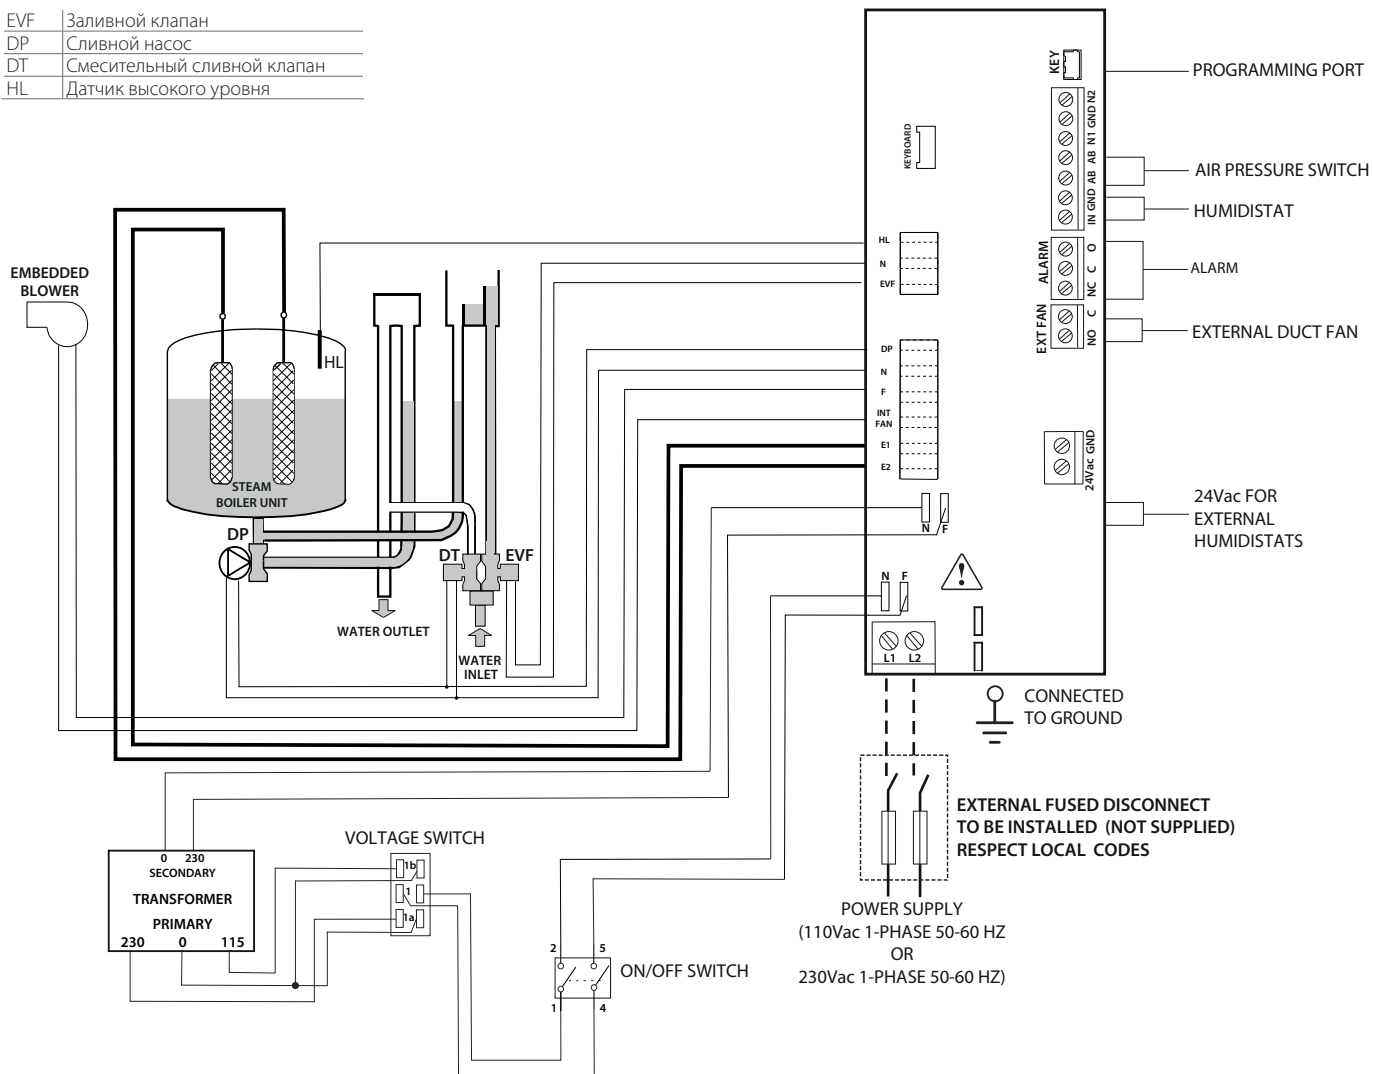 EVF Заливной клапан
DP Сливной насос
DT Смесительный сливной клапан
HL Датчик высокого уровня
KEY
PROGRAMMING PORT
KEYBOARD
IN GND AB AB N1 GND N2
AIR PRESSURE SWITCH
HUMIDISTAT
ALARM
NC C O
ALARM
EXT FAN
NO C
EXTERNAL DUCT FAN
HL
N
EVF
EMBEDDED
BLOWER
HL
DP
N
F
INT
FAN
E1
E2
24Vac GND
24Vac FOR
EXTERNAL
HUMIDISTATS
STEAM
BOILER UNIT
DP
DT
EVF
N F
N F
L1 L2
WATER OUTLET
WATER
INLET
CONNECTED
TO GROUND
EXTERNAL FUSED DISCONNECT
TO BE INSTALLED (NOT SUPPLIED)
RESPECT LOCAL CODES
POWER SUPPLY
(110Vac 1-PHASE 50-60 HZ
OR
230Vac 1-PHASE 50-60 HZ)
VOLTAGE SWITCH
1b
1
1a
0 230
SECONDARY
TRANSFORMER
PRIMARY
230 0 115
2 5
ON/OFF SWITCH
1 4